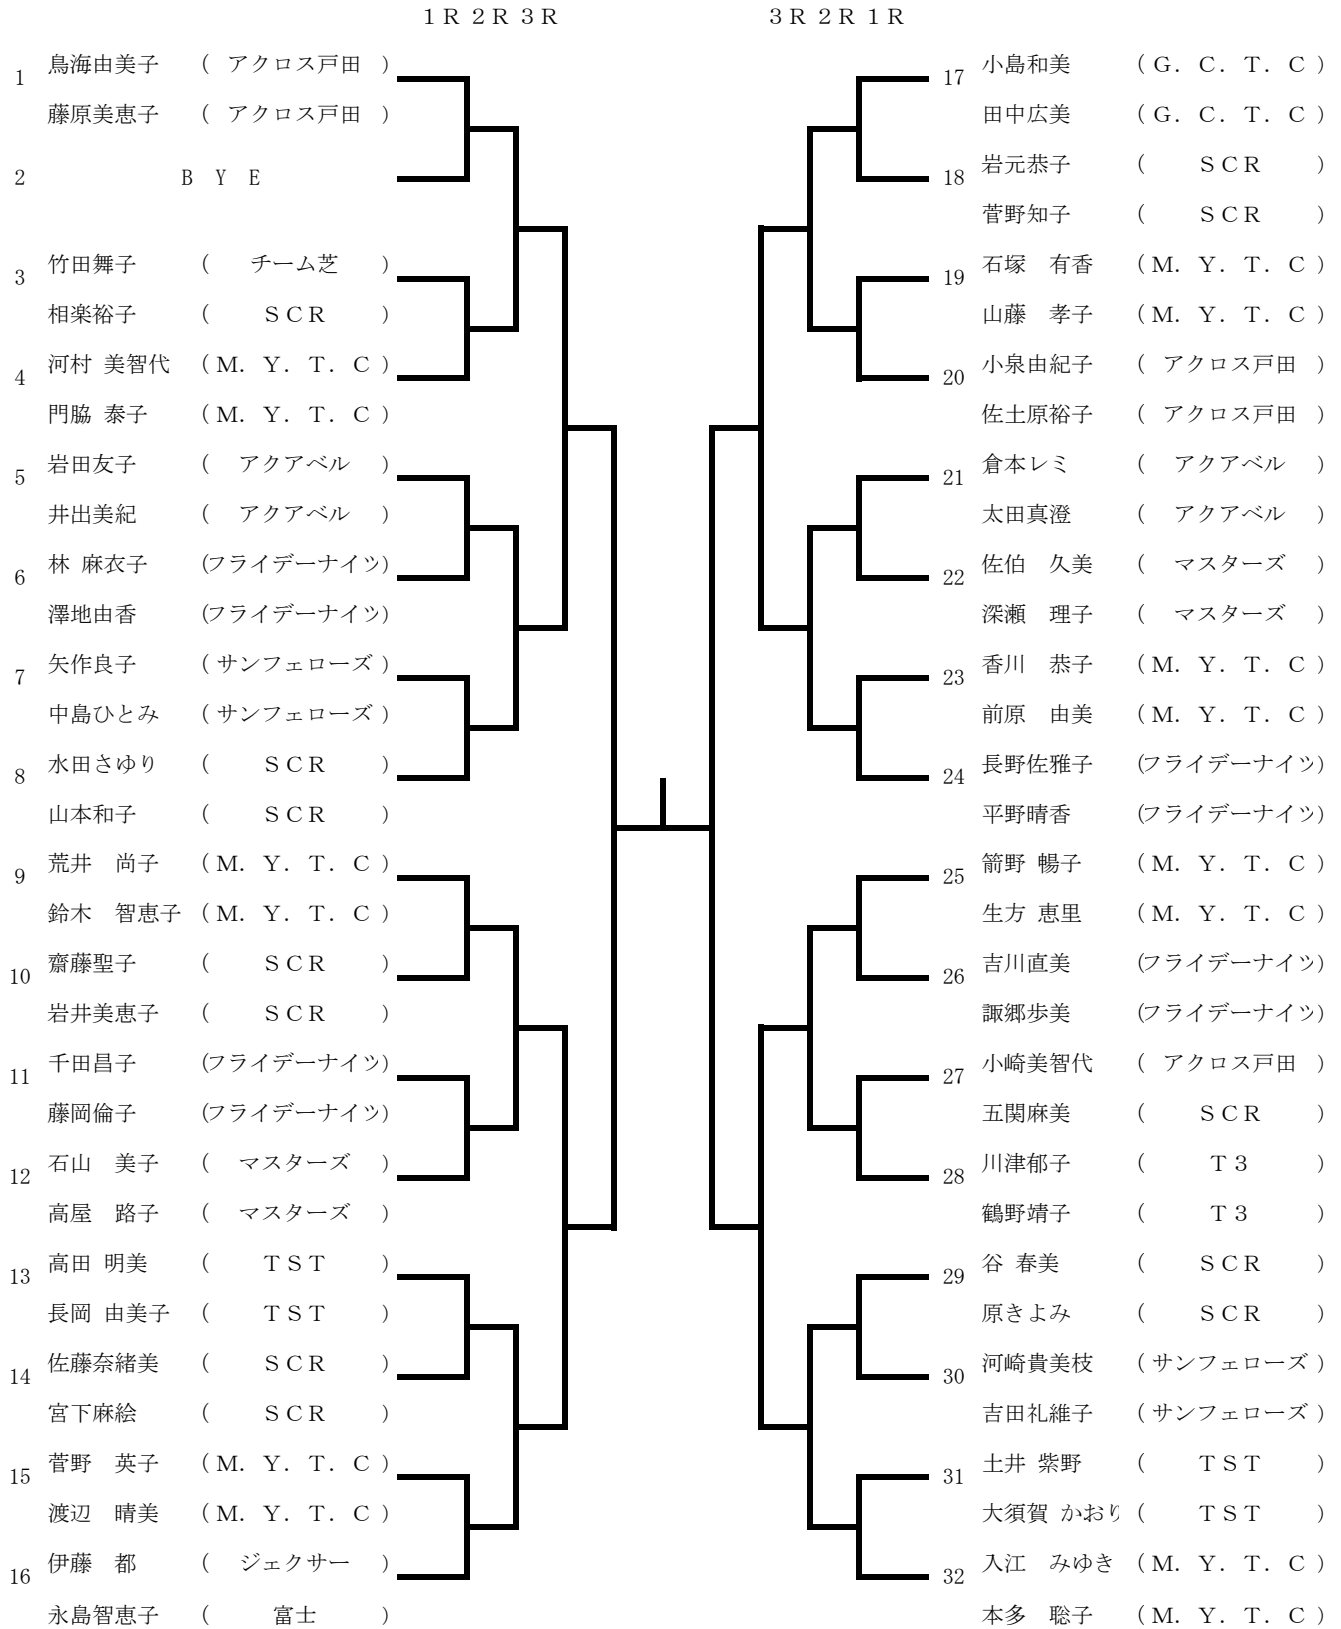 1R 2R 3R
1 鳥海由美子 ( アクロス戸田 )
藤原美恵子 ( アクロス戸田 )
2 B Y E
3 竹田舞子 ( チーム芝 )
相楽裕子 ( SCR )
4 河村 美智代 (M. Y. T. C)
門脇 泰子 (M. Y. T. C)
5 岩田友子 ( アクアベル )
井出美紀 ( アクアベル )
6 林 麻衣子 (フライデーナイツ)
澤地由香 (フライデーナイツ)
7 矢作良子 (サンフェローズ)
中島ひとみ (サンフェローズ)
8 水田さゆり ( SCR )
山本和子 ( SCR )
9 荒井 尚子 (M. Y. T. C)
鈴木 智恵子 (M. Y. T. C)
10 齋藤聖子 ( SCR )
岩井美恵子 ( SCR )
11 千田昌子 (フライデーナイツ)
藤岡倫子 (フライデーナイツ)
12 石山 美子 ( マスターズ )
高屋 路子 ( マスターズ )
13 高田 明美 ( TST )
長岡 由美子 ( TST )
14 佐藤奈緒美 ( SCR )
宮下麻絵 ( SCR )
15 菅野 英子 (M. Y. T. C)
渡辺 晴美 (M. Y. T. C)
16 伊藤 都 ( ジェクサー )
永島智恵子 ( 富士 )
3R 2R 1R
17 小島和美 (G. C. T. C)
田中広美 (G. C. T. C)
18 岩元恭子 ( SCR )
菅野知子 ( SCR )
19 石塚 有香 (M. Y. T. C)
山藤 孝子 (M. Y. T. C)
20 小泉由紀子 ( アクロス戸田 )
佐土原裕子 ( アクロス戸田 )
21 倉本レミ ( アクアベル )
太田真澄 ( アクアベル )
22 佐伯 久美 ( マスターズ )
深瀬 理子 ( マスターズ )
23 香川 恭子 (M. Y. T. C)
前原 由美 (M. Y. T. C)
24 長野佐雅子 (フライデーナイツ)
平野晴香 (フライデーナイツ)
25 箭野 暢子 (M. Y. T. C)
生方 恵里 (M. Y. T. C)
26 吉川直美 (フライデーナイツ)
諏郷歩美 (フライデーナイツ)
27 小崎美智代 ( アクロス戸田 )
五関麻美 ( SCR )
28 川津郁子 ( T3 )
鶴野靖子 ( T3 )
29 谷 春美 ( SCR )
原きよみ ( SCR )
30 河崎貴美枝 (サンフェローズ)
吉田礼維子 (サンフェローズ)
31 土井 紫野 ( TST )
大須賀 かおり ( TST )
32 入江 みゆき (M. Y. T. C)
本多 聡子 (M. Y. T. C)